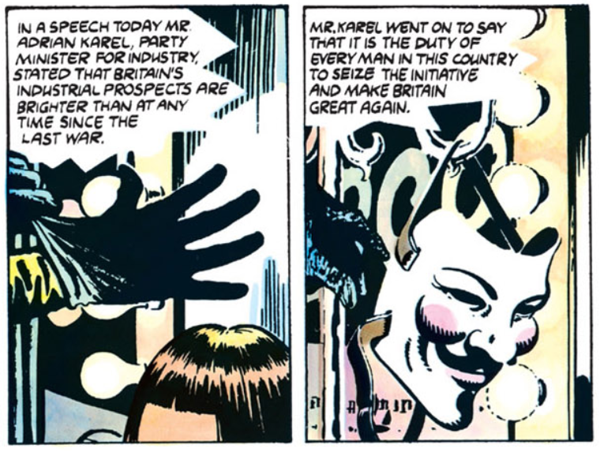 IN A SPEECH TODAY MR.
ADRIAN KAREL, PARTY
MINISTER FOR INDUSTRY,
STATED THAT BRITAIN'S
INDUSTRIAL PROSPECTS ARE
BRIGHTER THAN AT ANY
TIME SINCE THE
LAST WAR.
MR. KAREL WENT ON TO SAY
THAT IT IS THE DUTY OF
EVERY MAN IN THIS COUNTRY
TO SEIZE THE INITIATIVE
AND MAKE BRITAIN
GREAT AGAIN.